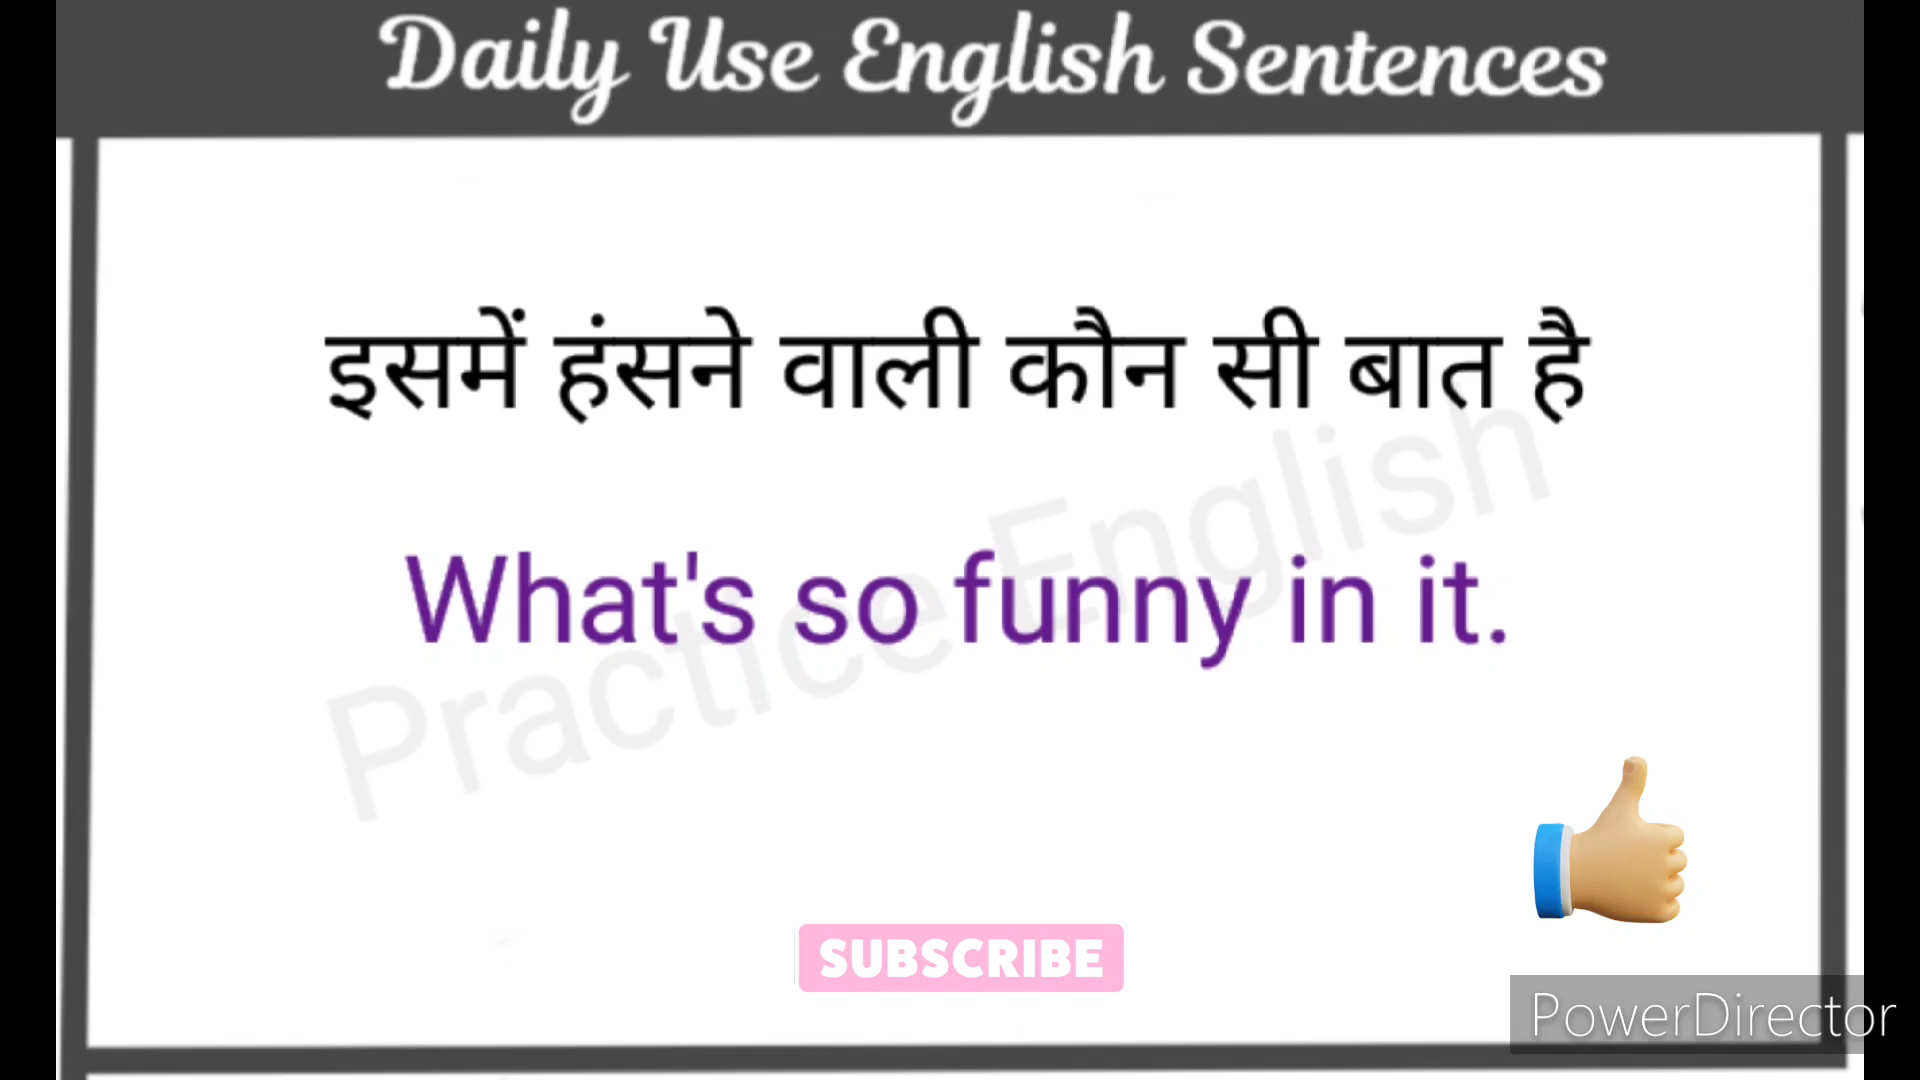 Daily Use English Sentences
इसमें हंसने वाली कौन सी बात है
What's so funny in it.
Practice English
SUBSCRIBE
PowerDirector